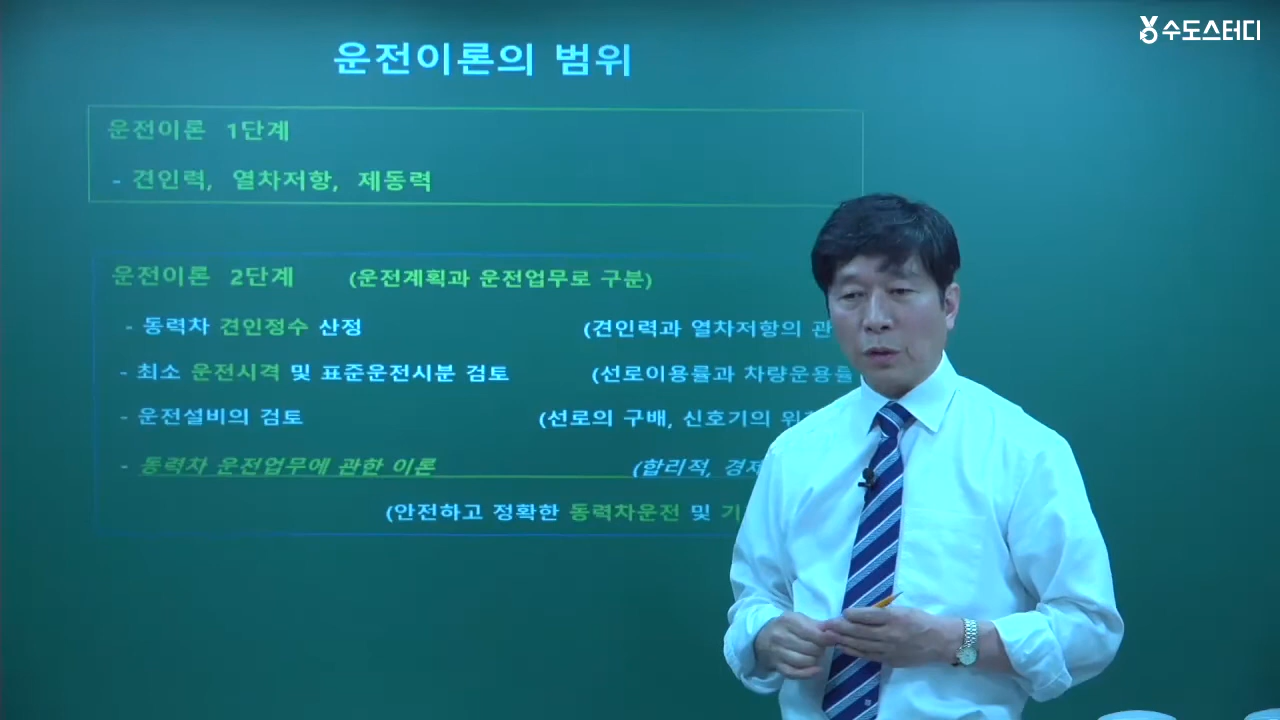 수도스터디
운전이론의 범위
운전이론 1단계
- 견인력, 열차저항, 제동력
운전이론 2단계 (운전계획과 운전업무로 구분)
- 동력차 견인정수 산정 (견인력과 열차저항의
- 최소 운전시격 및 표준운전시분 검토 (선로이용률과 차량운용률
- 운전설비의 검토 (선로의 구배, 신호기의
- 동력차 운전업무에 관한 이론 (합리적,
(안전하고 정확한 동력차운전 및